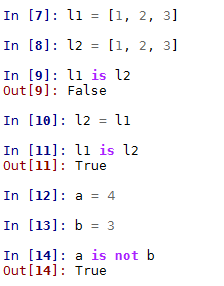 In [7]: l1 = [1, 2, 3]
In [8]: l2 = [1, 2, 3]
In [9]: l1 is l2
Out[9]: False
In [10]: l2 = l1
In [11]: l1 is l2
Out[11]: True
In [12]: a = 4
In [13]: b = 3
In [14]: a is not b
Out[14]: True